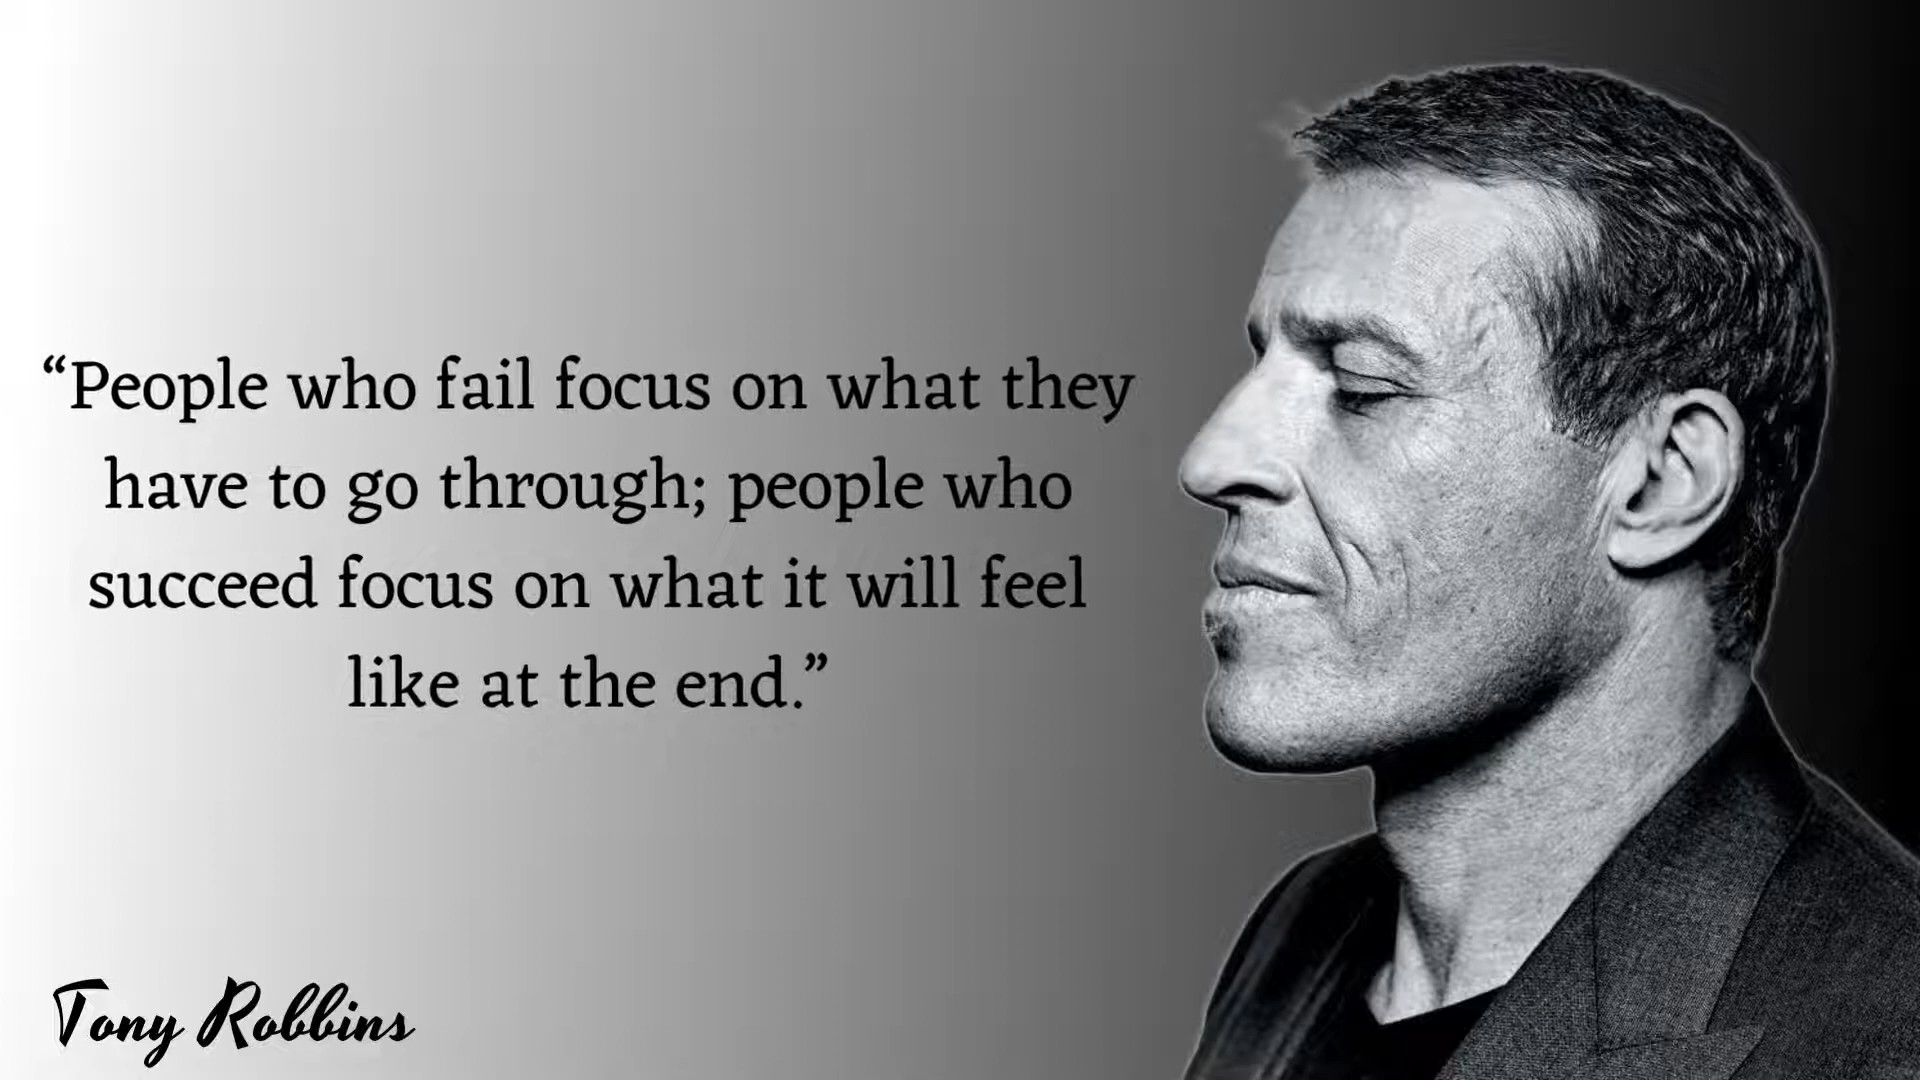 “People who fail focus on what they
have to go through; people who
succeed focus on what it will feel
like at the end.”
Tony Robbins